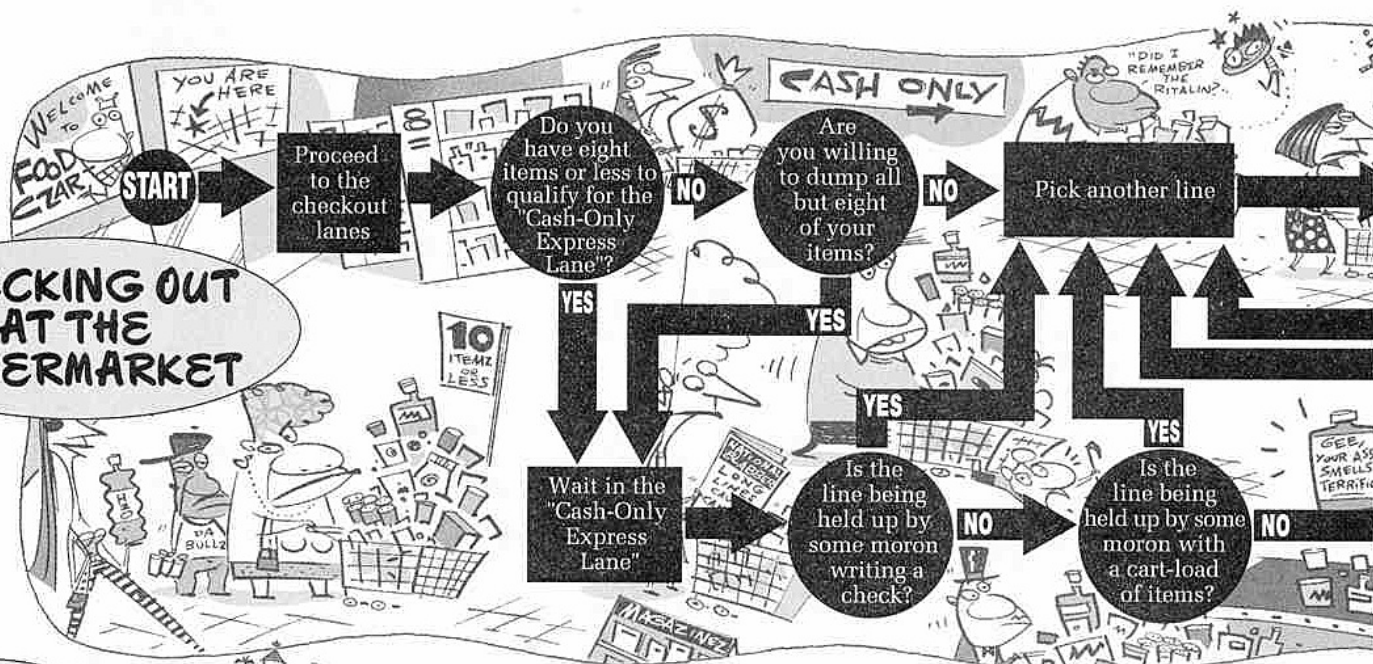 WELCOME
TO
FOOD
CZAR
YOU ARE
HERE
START
Proceed
to the
checkout
lanes
Do you
have eight
items or less to
qualify for the
"Cash-Only
Express
Lane"?
NO
CASH ONLY
Are
you willing
to dump all
but eight
of your
items?
NO
"DID I
REMEMBER
THE
RITALIN?..
Pick another line
CKING OUT
AT THE
ERMARKET
YES
YES
10
ITEMZ
OR
LESS
DA
BULLZ
Wait in the
"Cash-Only
Express
Lane"
LONG
LINES
YES
Is the
line being
held up by
some moron
writing a
check?
NO
YES
Is the
line being
held up by some
moron with
a cart-load
of items?
NO
GEE,
YOUR ASS
SMELLS
TERRIFIC
MAGAZINEZ